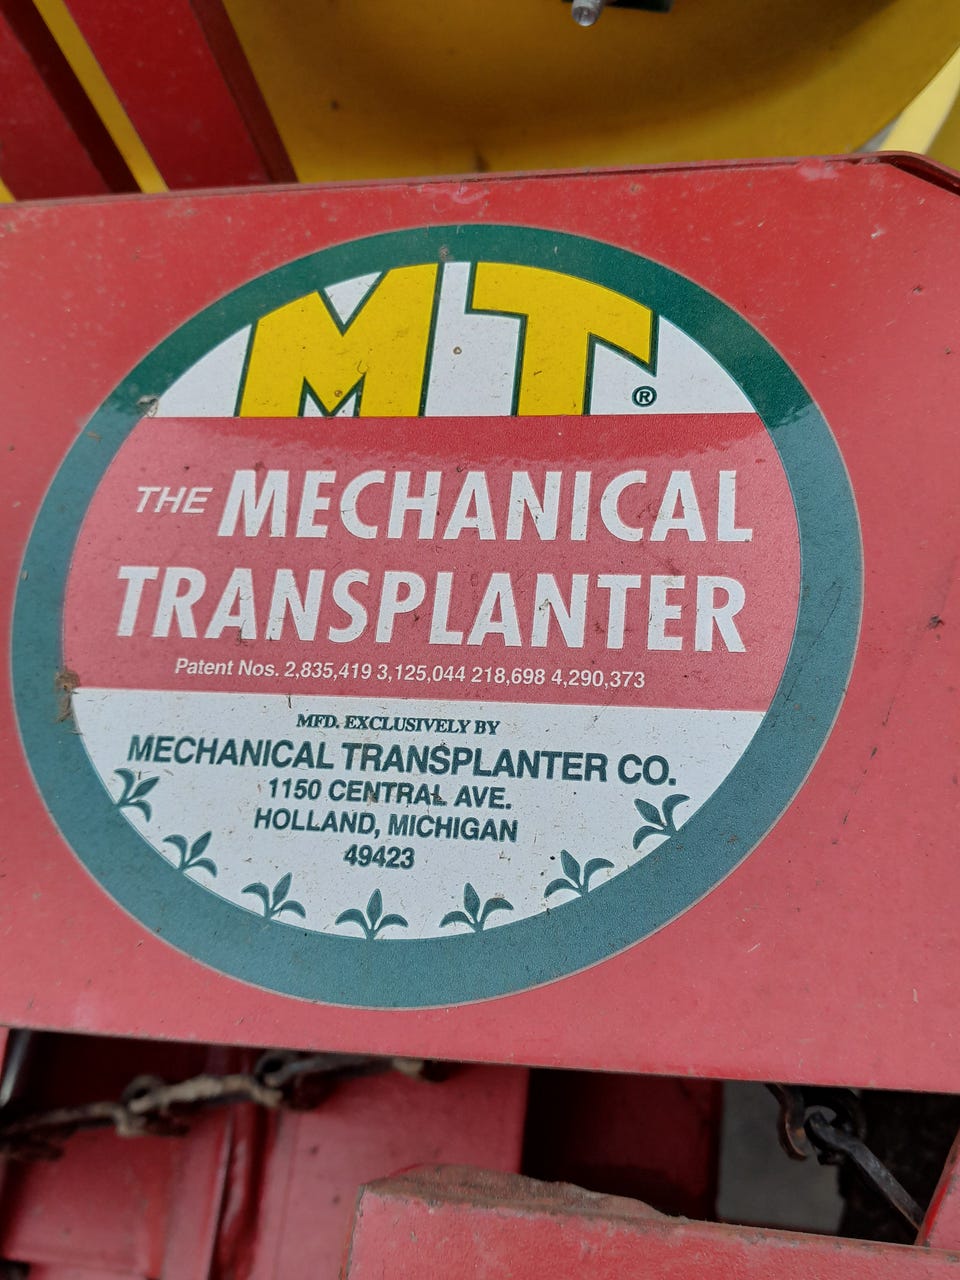 MT®
THE MECHANICAL
TRANSPLANTER
Patent Nos. 2,835,419 3,125,044 218,698 4,290,373
MFD. EXCLUSIVELY BY
MECHANICAL TRANSPLANTER CO.
1150 CENTRAL AVE.
HOLLAND, MICHIGAN
49423